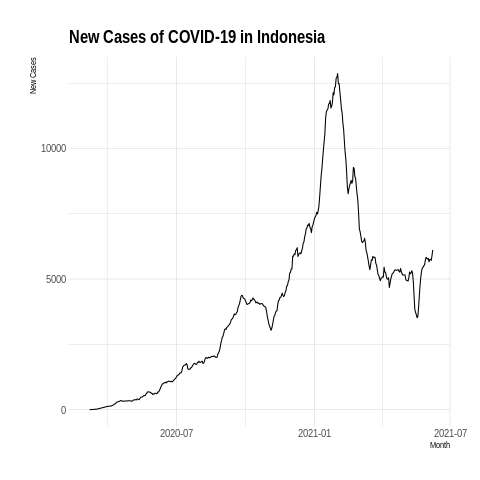 New Cases of COVID-19 in Indonesia
New Cases
10000
5000
0
2020-07
2021-01
2021-07
Month